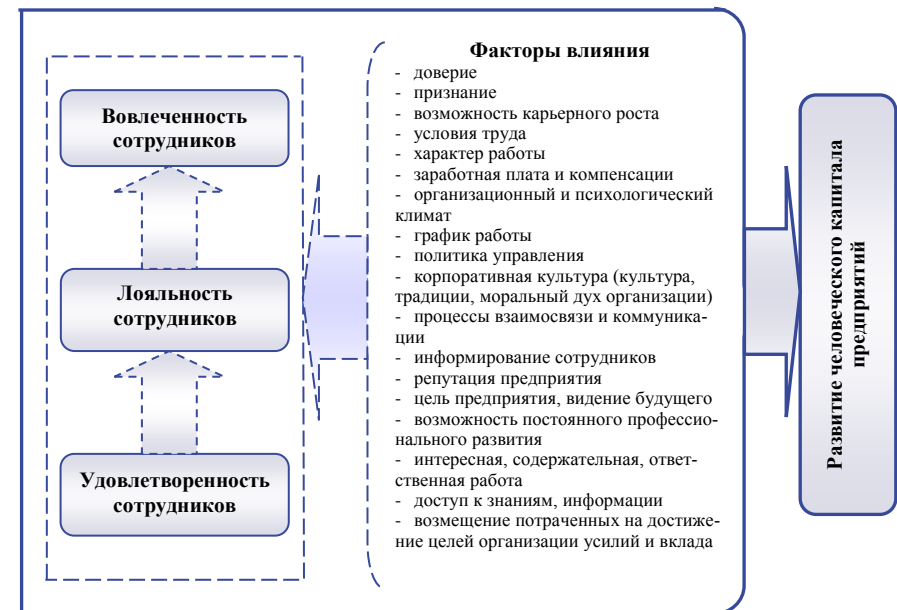 Вовлеченность
сотрудников
Лояльность
сотрудников
Удовлетворенность
сотрудников
Факторы влияния
- доверие
- признание
- возможность карьерного роста
- условия труда
- характер работы
- заработная плата и компенсации
- организационный и психологический
климат
- график работы
- политика управления
- корпоративная культура (культура,
традиции, моральный дух организации)
- процессы взаимосвязи и коммуника-
ции
- информирование сотрудников
- репутация предприятия
- цель предприятия, видение будущего
- возможность постоянного профессио-
нального развития
- интересная, содержательная, ответ-
ственная работа
- доступ к знаниям, информации
- возмещение потраченных на достиже-
ние целей организации усилий и вклада
Развитие человеческого капитала
предприятий